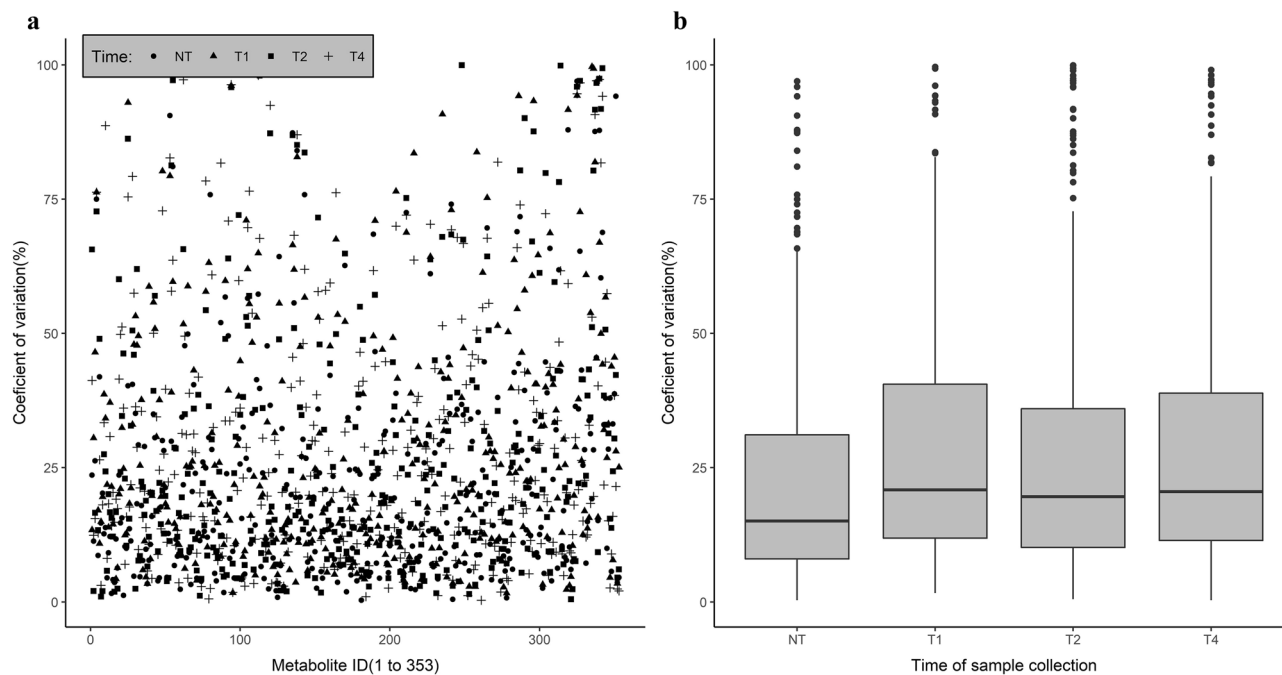 a
Time: NT T1 T2 T4
100
75
50
25
0
Coeficient of variation(%)
0 100 200 300
Metabolite ID(1 to 353)
b
100
75
50
25
0
Coeficient of variation(%)
NT T1 T2 T4
Time of sample collection